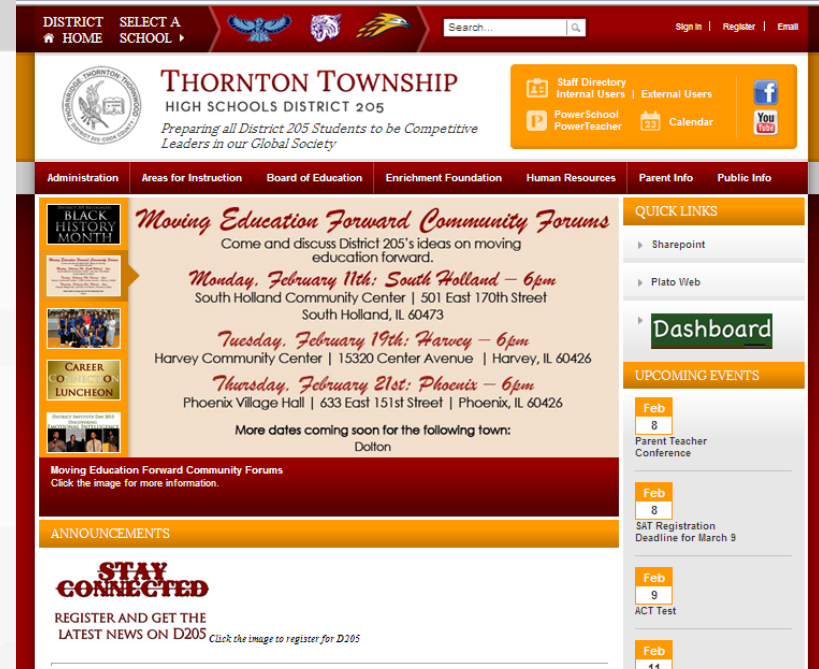 DISTRICT
HOME
SELECT A
SCHOOL
Search...
Sign In | Register | Email
THORNTON TOWNSHIP
HIGH SCHOOLS DISTRICT 205
Preparing all District 205 Students to be Competitive
Leaders in our Global Society
Staff Directory
Internal Users | External Users
PowerSchool
PowerTeacher
23
Calendar
You
Tube
Administration
Areas for Instruction
Board of Education
Enrichment Foundation
Human Resources
Parent Info
Public Info
BLACK
HISTORY
MONTH
CAREER
CONNECTION
LUNCHEON
Moving Education Forward Community Forums
Come and discuss District 205's ideas on moving
education forward.
Monday, February 11th: South Holland – 6pm
South Holland Community Center | 501 East 170th Street
South Holland, IL 60473
Tuesday, February 19th: Harvey – 6pm
Harvey Community Center | 15320 Center Avenue | Harvey, IL 60426
Thursday, February 21st: Phoenix – 6pm
Phoenix Village Hall | 633 East 151st Street | Phoenix, IL 60426
More dates coming soon for the following town:
Dolton
Moving Education Forward Community Forums
Click the image for more information.
ANNOUNCEMENTS
STAY
CONNECTED
REGISTER AND GET THE
LATEST NEWS ON D205
Click the image to register for D205
QUICK LINKS
Sharepoint
Plato Web
Dashboard
UPCOMING EVENTS
Feb
8
Parent Teacher
Conference
Feb
8
SAT Registration
Deadline for March 9
Feb
9
ACT Test
Feb
11